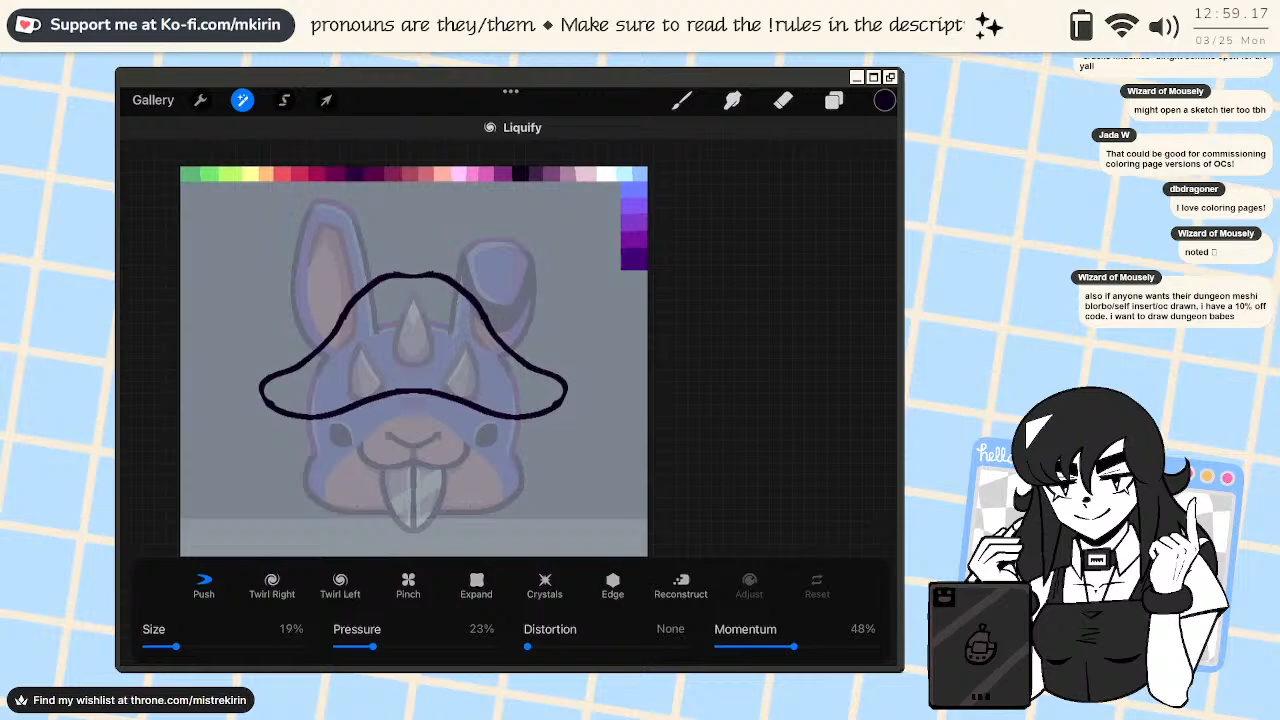 Support me at Ko-fi.com/mkirin
pronouns are they/them ◆ Make sure to read the !rules in the descript
12:59.17
03/25 Mon
Gallery
Liquify
Push
Twirl Right
Twirl Left
Pinch
Expand
Crystals
Edge
Reconstruct
Adjust
Reset
Size 19%
Pressure 23%
Distortion None
Momentum 48%
yall
Wizard of Mousely
might open a sketch tier too tbh
Jada W
That could be good for commissioning
coloring page versions of OCs!
dbdragoner
I love coloring pages!
Wizard of Mousely
noted
Wizard of Mousely
also if anyone wants their dungeon meshi
blorbo/self insert/oc drawn, i have a 10% off
code. i want to draw dungeon babes
hello
Find my wishlist at throne.com/mistrekirin